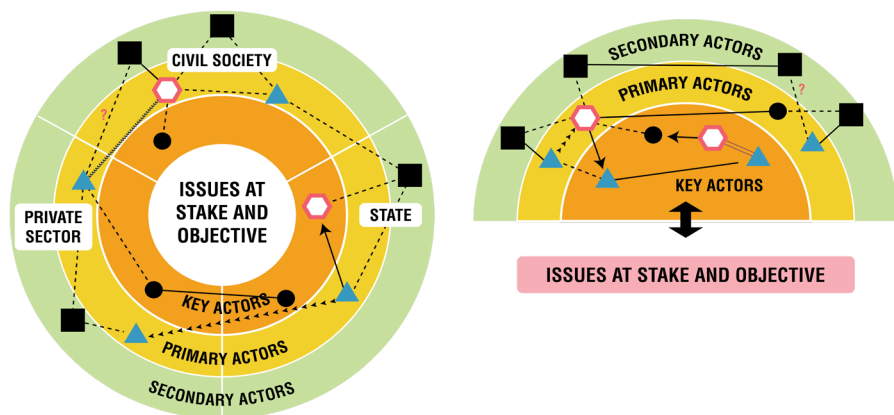 CIVIL SOCIETY
?
ISSUES AT
STAKE AND
OBJECTIVE
PRIVATE
SECTOR
STATE
KEY ACTORS
PRIMARY ACTORS
SECONDARY ACTORS
SECONDARY ACTORS
PRIMARY ACTORS
?
KEY ACTORS
ISSUES AT STAKE AND OBJECTIVE